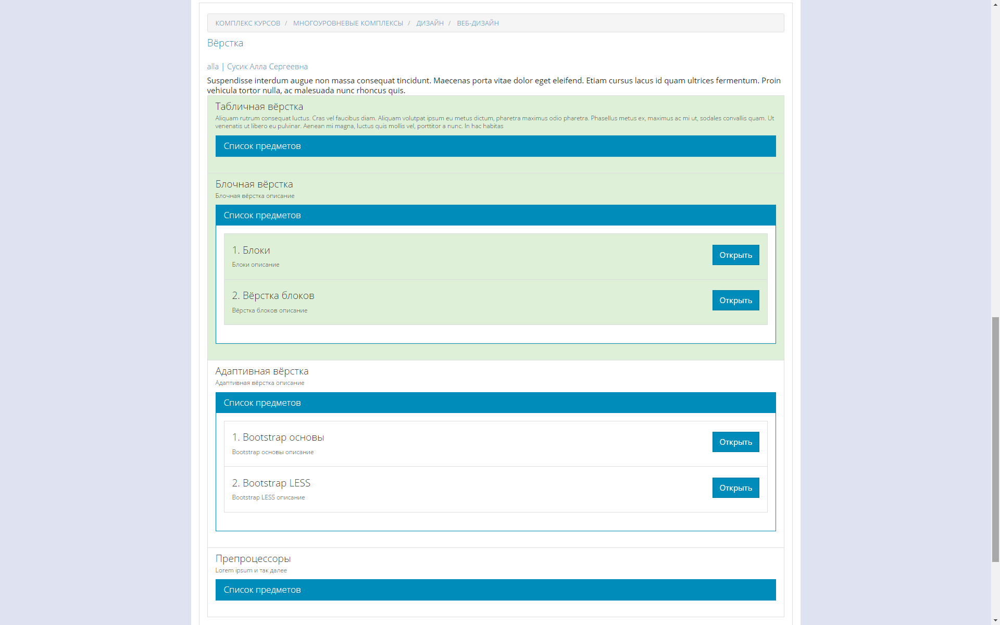 КОМПЛЕКС КУРСОВ / МНОГОУРОВНЕВЫЕ КОМПЛЕКСЫ / ДИЗАЙН / ВЕБ-ДИЗАЙН
Вёрстка
alla | Сусик Алла Сергеевна
Suspendisse interdum augue non massa consequat tincidunt. Maecenas porta vitae dolor eget eleifend. Etiam cursus lacus id quam ultrices fermentum. Proin
vehicula tortor nulla, ac malesuada nunc rhoncus quis.
Табличная вёрстка
Aliquam rutrum consequat luctus. Cras vel faucibus diam. Aliquam volutpat ipsum eu metus dictum, pharetra maximus odio pharetra. Phasellus metus ex, maximus ac mi ut, sodales convallis quam. Ut
venenatis ut libero eu pulvinar. Aenean mi magna, luctus quis mollis vel, porttitor a nunc. In hac habitas
Список предметов
Блочная вёрстка
Блочная вёрстка описание
Список предметов
1. Блоки
Открыть
Блоки описание
2. Вёрстка блоков
Открыть
Вёрстка блоков описание
Адаптивная вёрстка
Адаптивная вёрстка описание
Список предметов
1. Bootstrap основы
Открыть
Bootstrap основы описание
2. Bootstrap LESS
Открыть
Bootstrap LESS описание
Препроцессоры
Lorem ipsum и так далее
Список предметов